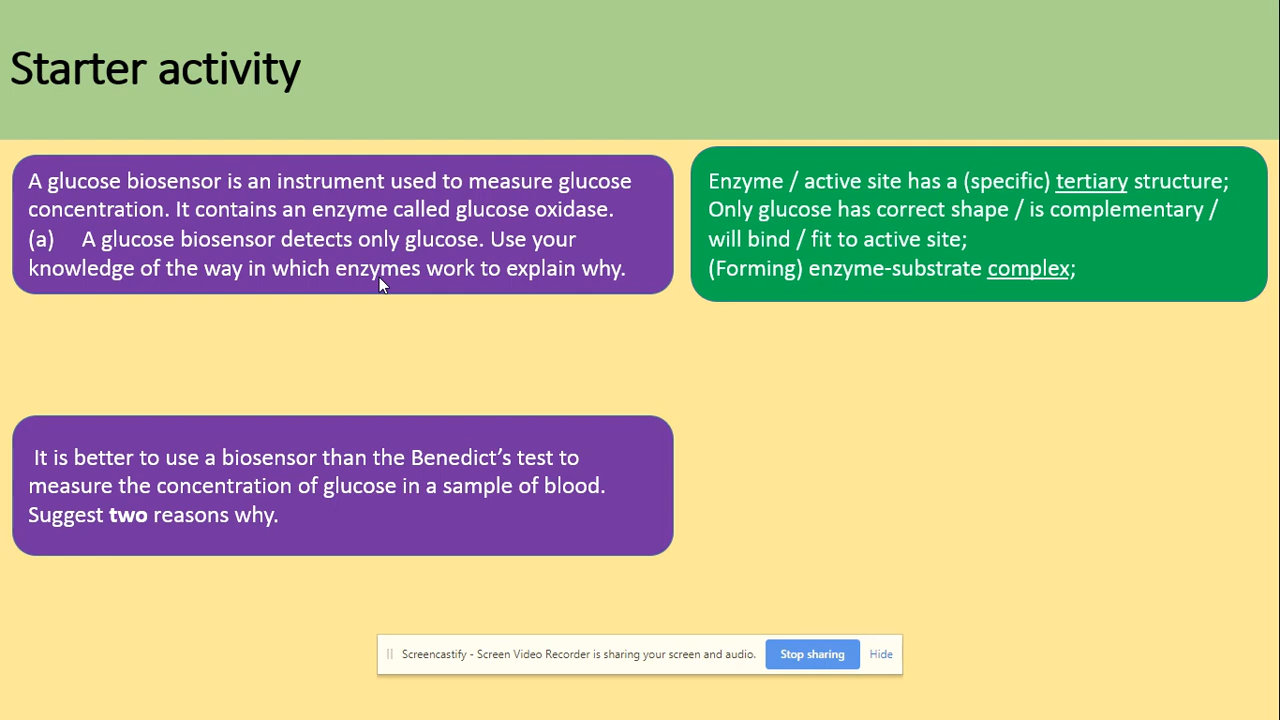 Starter activity
A glucose biosensor is an instrument used to measure glucose
concentration. It contains an enzyme called glucose oxidase.
(a) A glucose biosensor detects only glucose. Use your
knowledge of the way in which enzymes work to explain why.
Enzyme / active site has a (specific) tertiary structure;
Only glucose has correct shape / is complementary /
will bind / fit to active site;
(Forming) enzyme-substrate complex;
It is better to use a biosensor than the Benedict’s test to
measure the concentration of glucose in a sample of blood.
Suggest two reasons why.
Screencastify - Screen Video Recorder is sharing your screen and audio. Stop sharing Hide